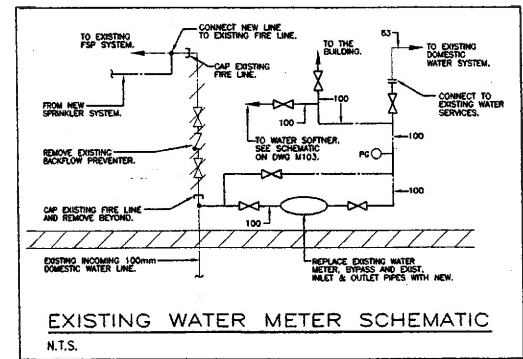 CONNECT NEW LINE
TO EXISTING FIRE LINE.
TO EXISTING
FSP SYSTEM.
CAP EXISTING
FIRE LINE.
FROM NEW
SPRINKLER SYSTEM.
REMOVE EXISTING
BACKFLOW PREVENTER.
CAP EXISTING FIRE LINE
AND REMOVE BEYOND.
EXISTING INCOMING 100mm
DOMESTIC WATER LINE.
TO THE
BUILDING.
63
TO EXISTING
DOMESTIC
WATER SYSTEM.
CONNECT TO
EXISTING WATER
SERVICES.
100
100
100
TO WATER SOFTNER,
SEE SCHEMATIC
ON DWG M103.
PG
100
100
REPLACE EXISTING WATER
METER, BYPASS AND EXIST,
INLET & OUTLET PIPES WITH NEW.
EXISTING WATER METER SCHEMATIC
N.T.S.